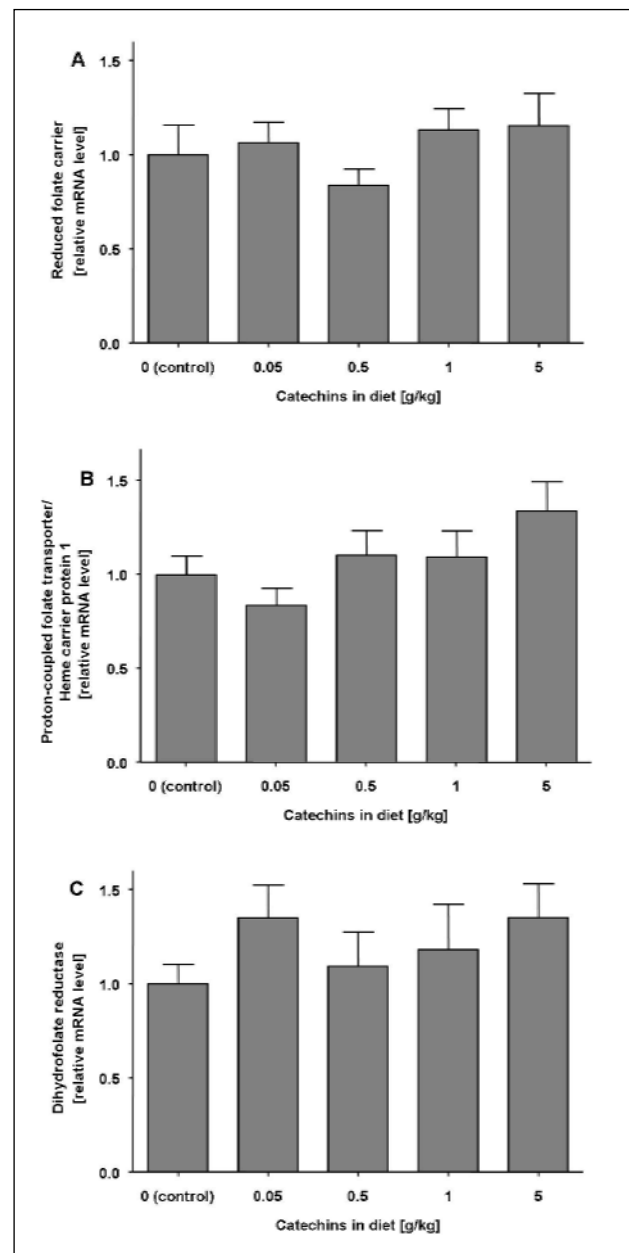 A
Reduced folate carrier
[relative mRNA level]
1.5
1.0
0.5
0.0
0 (control) 0.05 0.5 1 5
Catechins in diet [g/kg]
B
Proton-coupled folate transporter/
Heme carrier protein 1
[relative mRNA level]
1.5
1.0
0.5
0.0
0 (control) 0.05 0.5 1 5
Catechins in diet [g/kg]
C
Dihydrofolate reductase
[relative mRNA level]
1.5
1.0
0.5
0.0
0 (control) 0.05 0.5 1 5
Catechins in diet [g/kg]